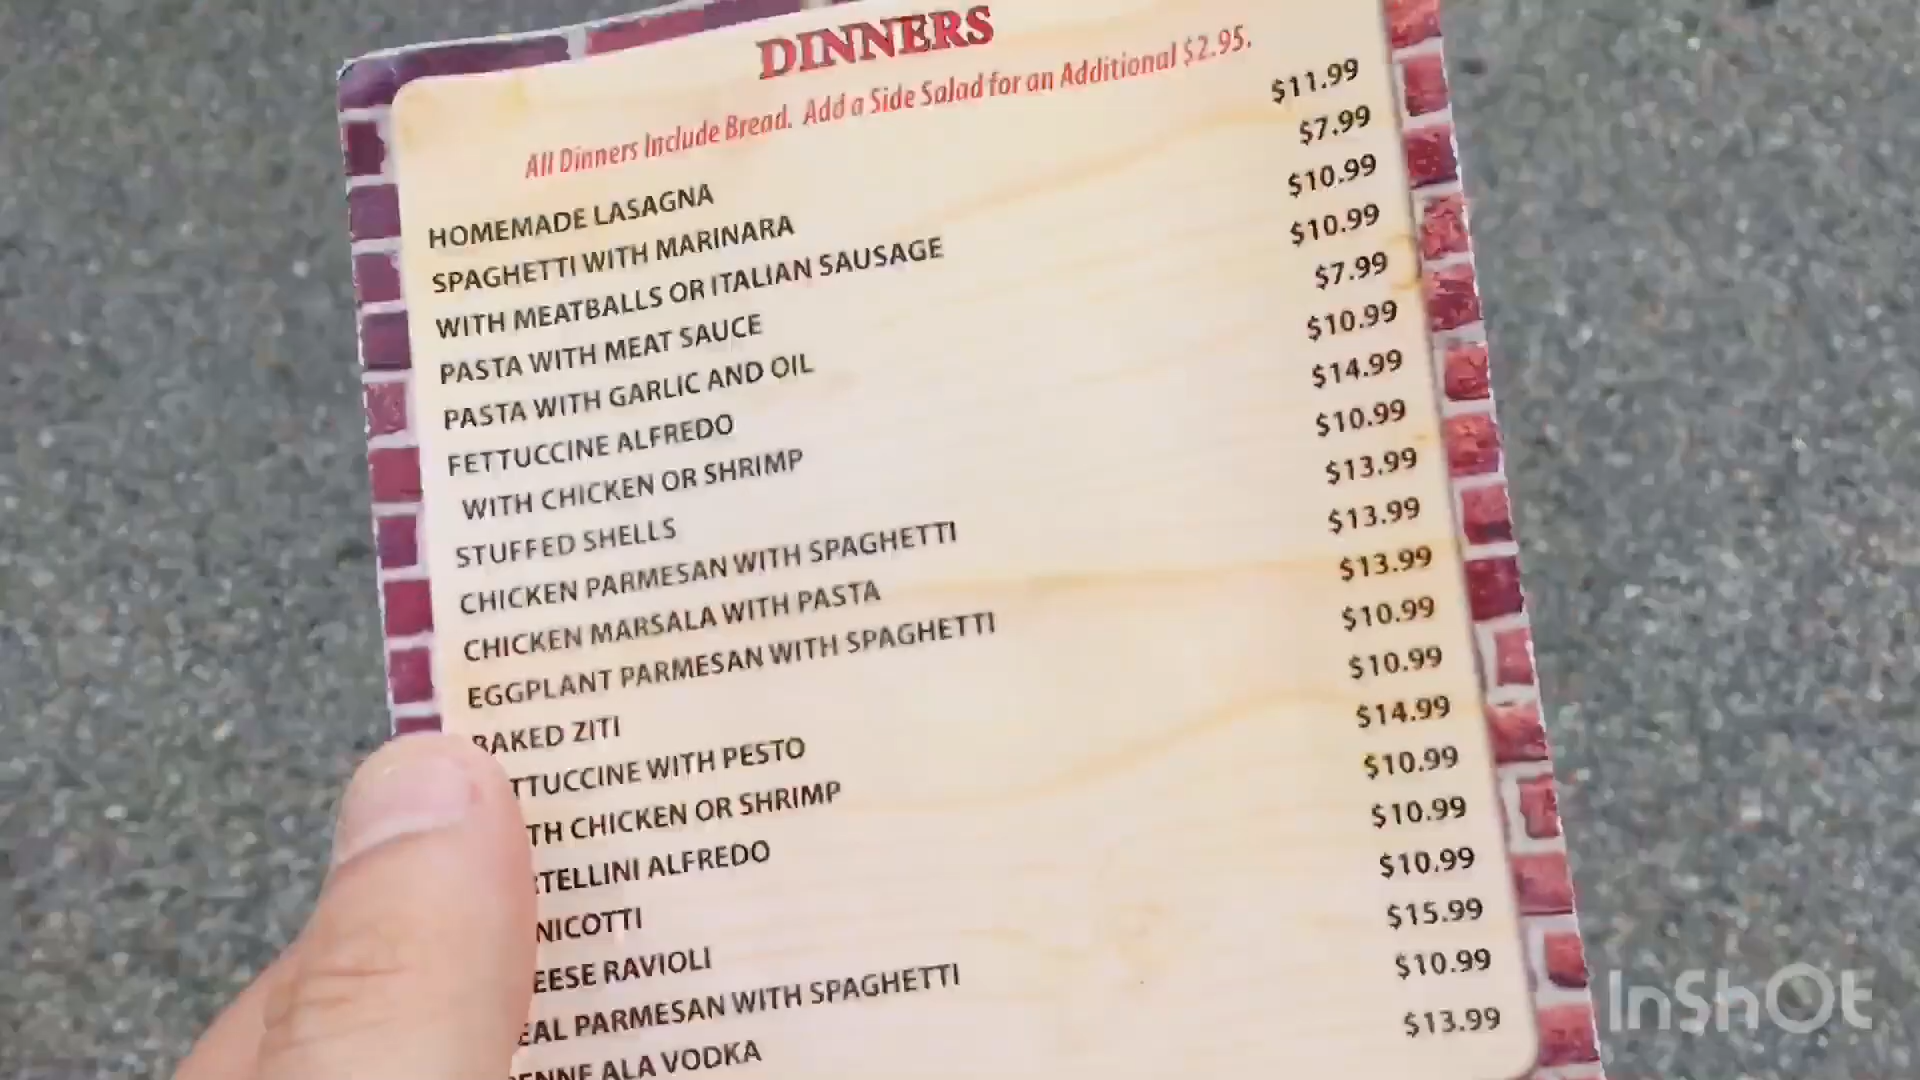 DINNERS
All Dinners Include Bread. Add a Side Salad for an Additional $2.95.
HOMEMADE LASAGNA $11.99
SPAGHETTI WITH MARINARA $7.99
WITH MEATBALLS OR ITALIAN SAUSAGE $10.99
PASTA WITH MEAT SAUCE $10.99
PASTA WITH GARLIC AND OIL $7.99
FETTUCCINE ALFREDO $10.99
WITH CHICKEN OR SHRIMP $14.99
STUFFED SHELLS $10.99
CHICKEN PARMESAN WITH SPAGHETTI $13.99
CHICKEN MARSALA WITH PASTA $13.99
EGGPLANT PARMESAN WITH SPAGHETTI $13.99
BAKED ZITI $10.99
TTUCCINE WITH PESTO $10.99
TH CHICKEN OR SHRIMP $14.99
TELLINI ALFREDO $10.99
NICOTTI $10.99
EESE RAVIOLI $10.99
EAL PARMESAN WITH SPAGHETTI $15.99
ENNE ALA VODKA $10.99
$13.99
InShOt